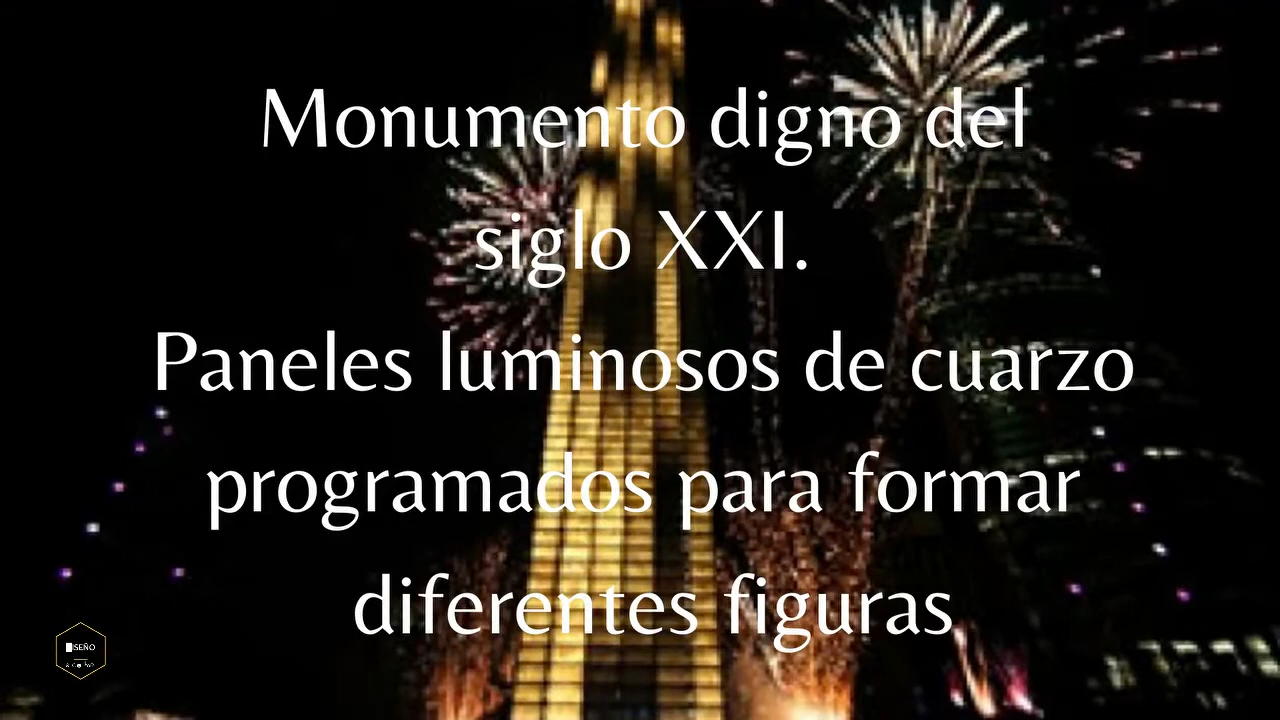 Monumento digno del
siglo XXI.
Paneles luminosos de cuarzo
programados para formar
diferentes figuras